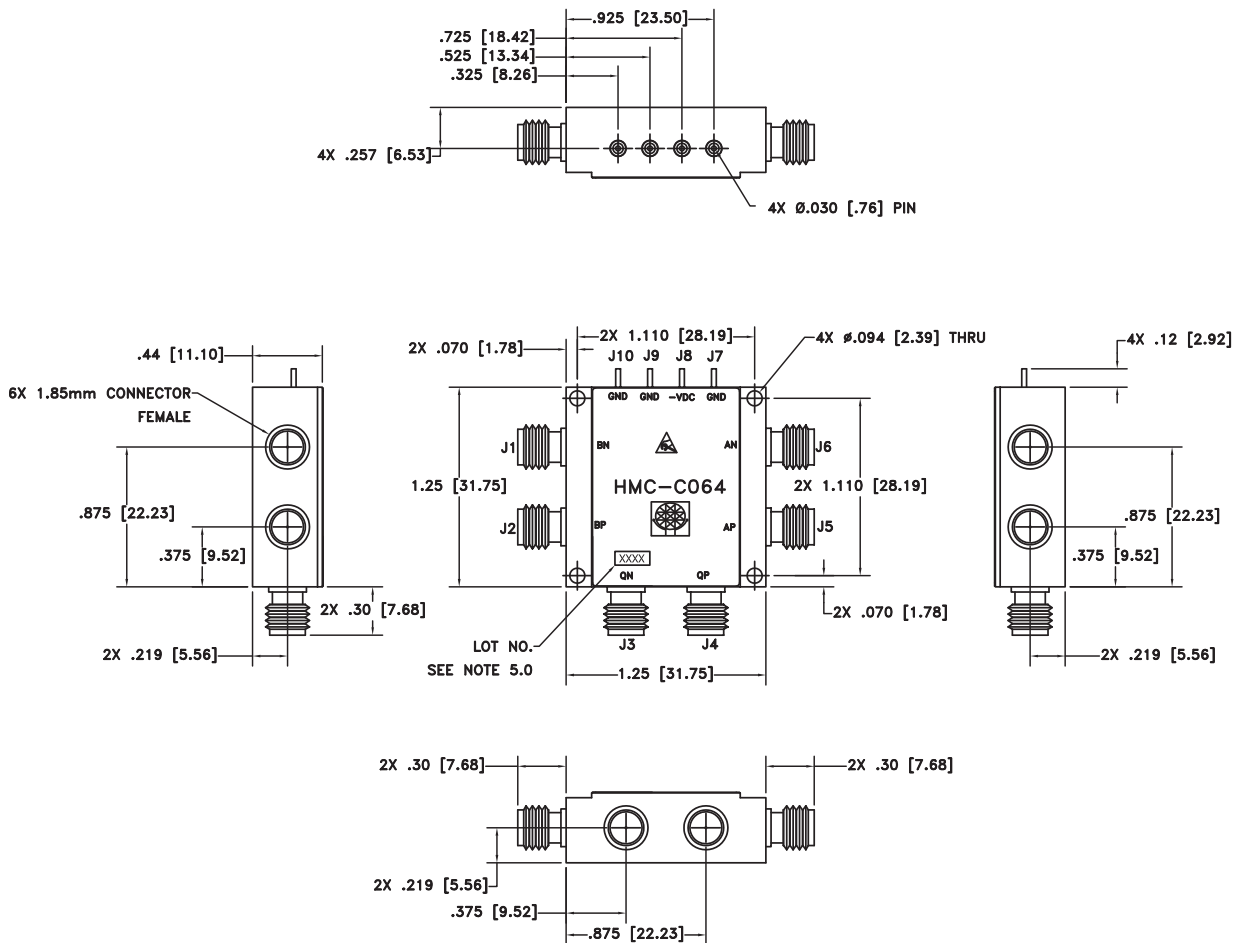 .925 [23.50]
.725 [18.42]
.525 [13.34]
.325 [8.26]
4X .257 [6.53]
4X Ø.030 [.76] PIN
2X 1.110 [28.19]
4X Ø.094 [2.39] THRU
2X .070 [1.78]
J10 J9 J8 J7
4X .12 [2.92]
.44 [11.10]
6X 1.85mm CONNECTOR
FEMALE
GND GND -VDC GND
J1 BN AN J6
HMC-C064
1.25 [31.75]
2X 1.110 [28.19]
.875 [22.23]
.875 [22.23]
J2 BP AP J5
.375 [9.52]
.375 [9.52]
XXXX
QN QP
2X .30 [7.68]
2X .070 [1.78]
J3 J4
LOT NO.
SEE NOTE 5.0
2X .219 [5.56]
2X .219 [5.56]
1.25 [31.75]
2X .30 [7.68]
2X .30 [7.68]
2X .219 [5.56]
.375 [9.52]
.875 [22.23]